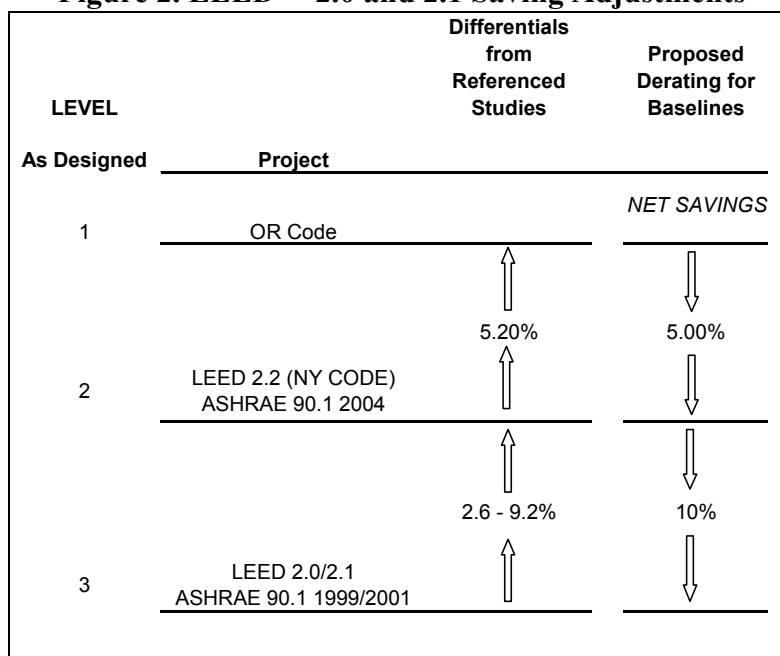 Differentials from Referenced Studies
Proposed Derating for Baselines
LEVEL
As Designed
Project
NET SAVINGS
1
OR Code
5.20%
5.00%
2
LEED 2.2 (NY CODE)
ASHRAE 90.1 2004
2.6 - 9.2%
10%
3
LEED 2.0/2.1
ASHRAE 90.1 1999/2001